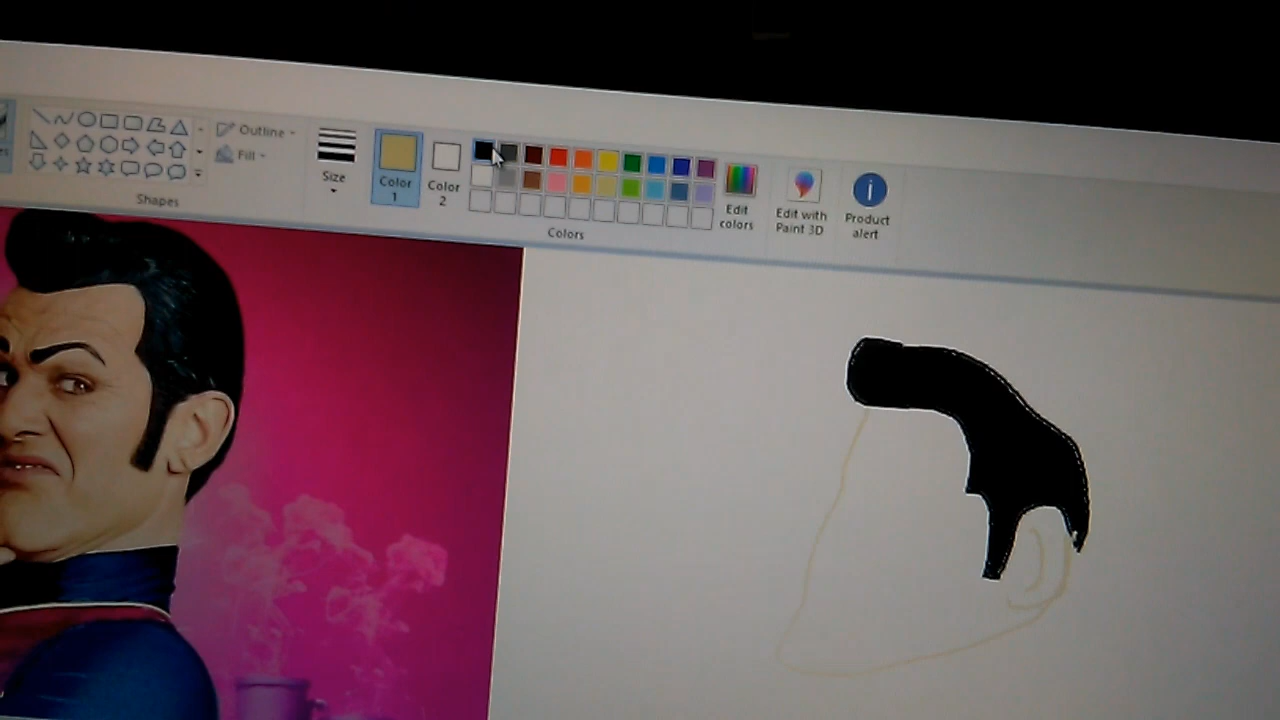 Outline
Fill
Shapes
Size
Color
1
Color
2
Colors
Edit
colors
Edit with
Paint 3D
Product
alert